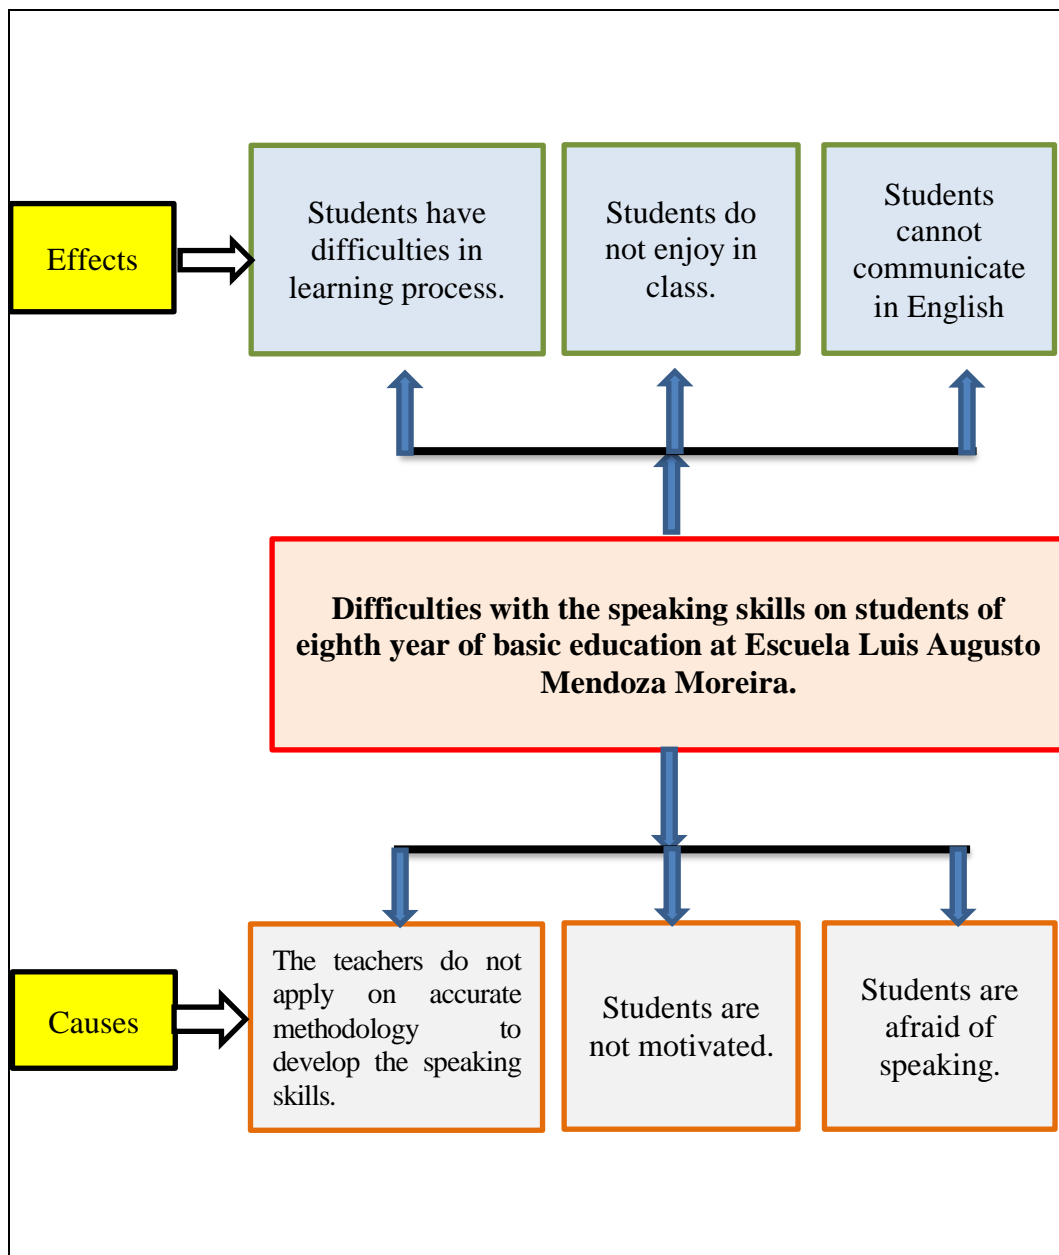 Effects
Students have
difficulties in
learning process.
Students do
not enjoy in
class.
Students
cannot
communicate
in English
Difficulties with the speaking skills on students of
eighth year of basic education at Escuela Luis Augusto
Mendoza Moreira.
Causes
The teachers do not
apply on accurate
methodology to
develop the speaking
skills.
Students are
not motivated.
Students are
afraid of
speaking.